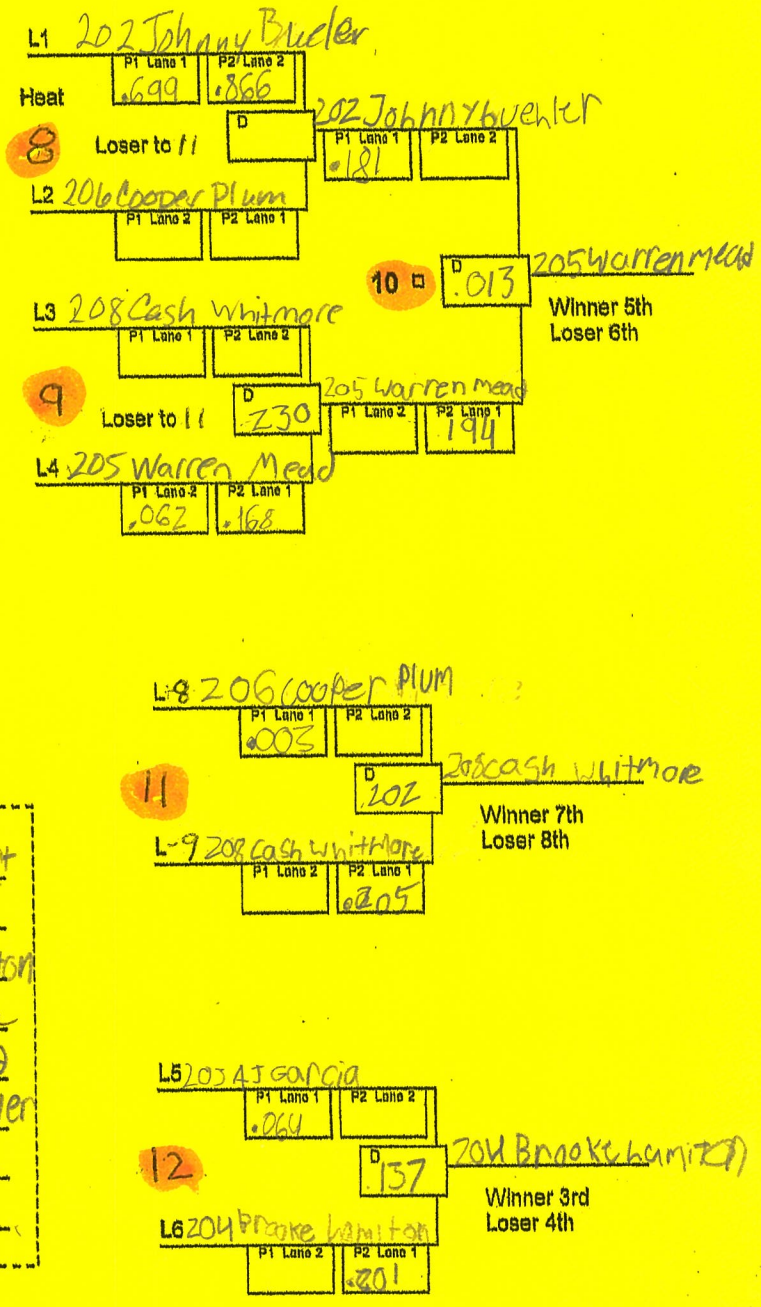 L1 202 Johnny Bueler
P1 Lane 1 P2 Lane 2
Heat .699 .866
202 Johnny buehler
8 Loser to 11 D P1 Lane 1 P2 Lane 2
.181
L2 206 Cooper Plum
P1 Lane 2 P2 Lane 1
10 D .013 205 Warren Mead
Winner 5th
Loser 6th
L3 208 Cash Whitmore
P1 Lane 1 P2 Lane 2
205 Warren Mead
9 Loser to 11 D .230 P1 Lane 2 P2 Lane 1
194
L4 205 Warren Mead
P1 Lane 2 P2 Lane 1
.062 .168
L-8 206 cooper Plum
P1 Lane 1 P2 Lane 2
.003
11 D .202 208 cash whitmore
Winner 7th
Loser 8th
L-9 208 cash whitmore
P1 Lane 2 P2 Lane 1
.205
L5 203 AJ Garcia
P1 Lane 1 P2 Lane 2
.064
12 D .137 204 Brooke hamilton
Winner 3rd
Loser 4th
L6 204 brooke hamilton
P1 Lane 2 P2 Lane 1
.201